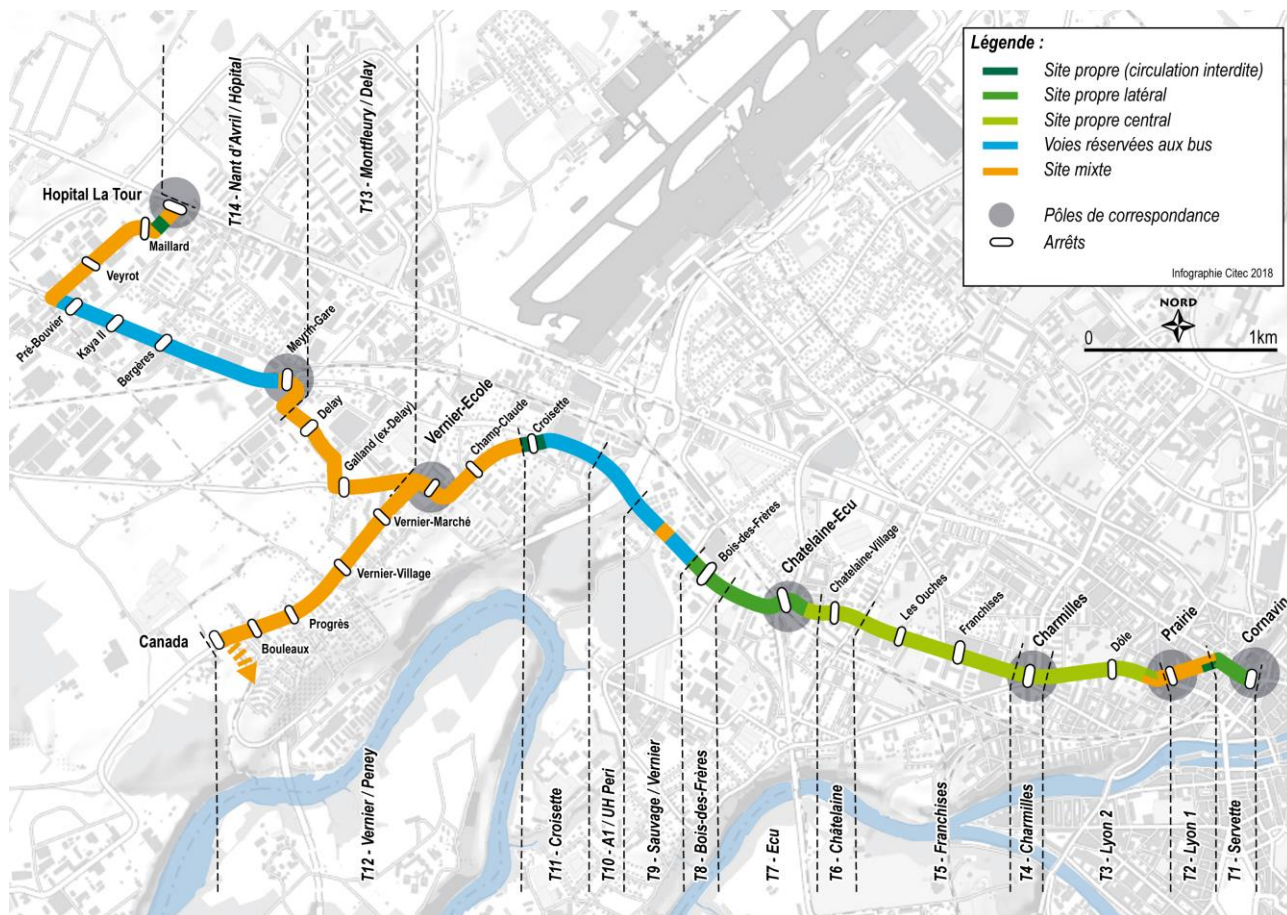 Légende :
Site propre (circulation interdite)
Site propre latéral
Site propre central
Voies réservées aux bus
Site mixte
Pôles de correspondance
Arrêts
Infographie Citec 2018
NORD
0
1km
T14 - Nant d'Avril / Hôpital
T13 - Montfleury / Delay
Hopital La Tour
Maillard
Veyrot
Pré-Bouvier
Kaya II
Bergères
Meyrin-Gare
Delay
Galland (ex-Delay)
Vernier-Ecole
Champ-Claude
Croisette
Vernier-Marché
Vernier-Village
Progrès
Bouleaux
Canada
Bois-des-Frères
Chatelaine-Ecu
Chatelaine-Village
Les Ouches
Franchises
Charmilles
Dôle
Prairie
Cornavin
T12 - Vernier / Peney
T11 - Croisette
T10 - A1 / UH Peri
T9 - Sauvage / Vernier
T8 - Bois-des-Frères
T7 - Ecu
T6 - Châtelaine
T5 - Franchises
T4 - Charmilles
T3 - Lyon 2
T2 - Lyon 1
T1 - Servette